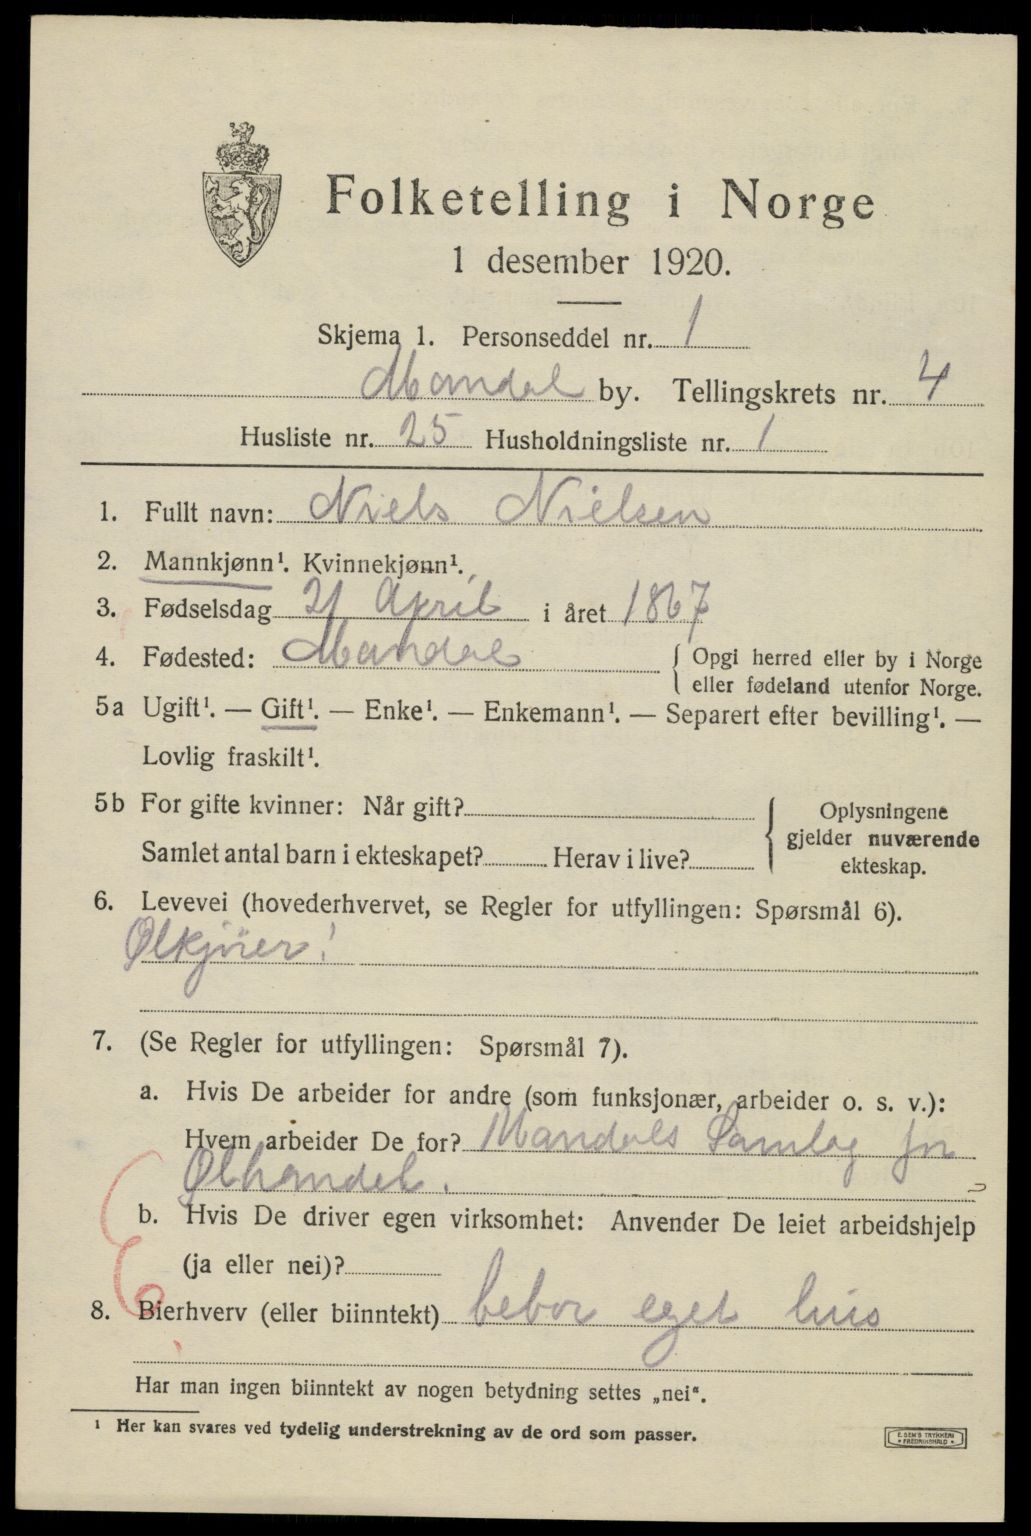 Folketelling i Norge
1 desember 1920.
Skjema 1. Personseddel nr. 1
Mandal by. Tellingskrets nr. 4
Husliste nr. 25 Husholdningsliste nr. 1
1. Fullt navn: Niels Nielsen
2. Mannkjønn¹. Kvinnekjønn¹.
3. Fødselsdag 21 April i året 1867
4. Fødested: Mandal { Opgi herred eller by i Norge
eller fødeland utenfor Norge.
5a Ugift¹. — Gift¹. — Enke¹. — Enkemann¹. — Separert efter bevilling¹. —
Lovlig fraskilt¹.
5b For gifte kvinner: Når gift? { Oplysningene
gjelder nuværende
Samlet antal barn i ekteskapet? Herav i live? ekteskap.
6. Levevei (hovederhvervet, se Regler for utfyllingen: Spørsmål 6).
Ølkjører!
7. (Se Regler for utfyllingen: Spørsmål 7).
a. Hvis De arbeider for andre (som funksjonær, arbeider o. s. v.):
Hvem arbeider De for? Mandals Samlag for
Ølhandel.
b. Hvis De driver egen virksomhet: Anvender De leiet arbeidshjelp
(ja eller nei)?
8. Bierhverv (eller biinntekt) bebor eget hus
Har man ingen biinntekt av nogen betydning settes „nei“.
¹ Her kan svares ved tydelig understrekning av de ord som passer.
E. SEM'S TRYKKERI
• FREDRIKSHALD •